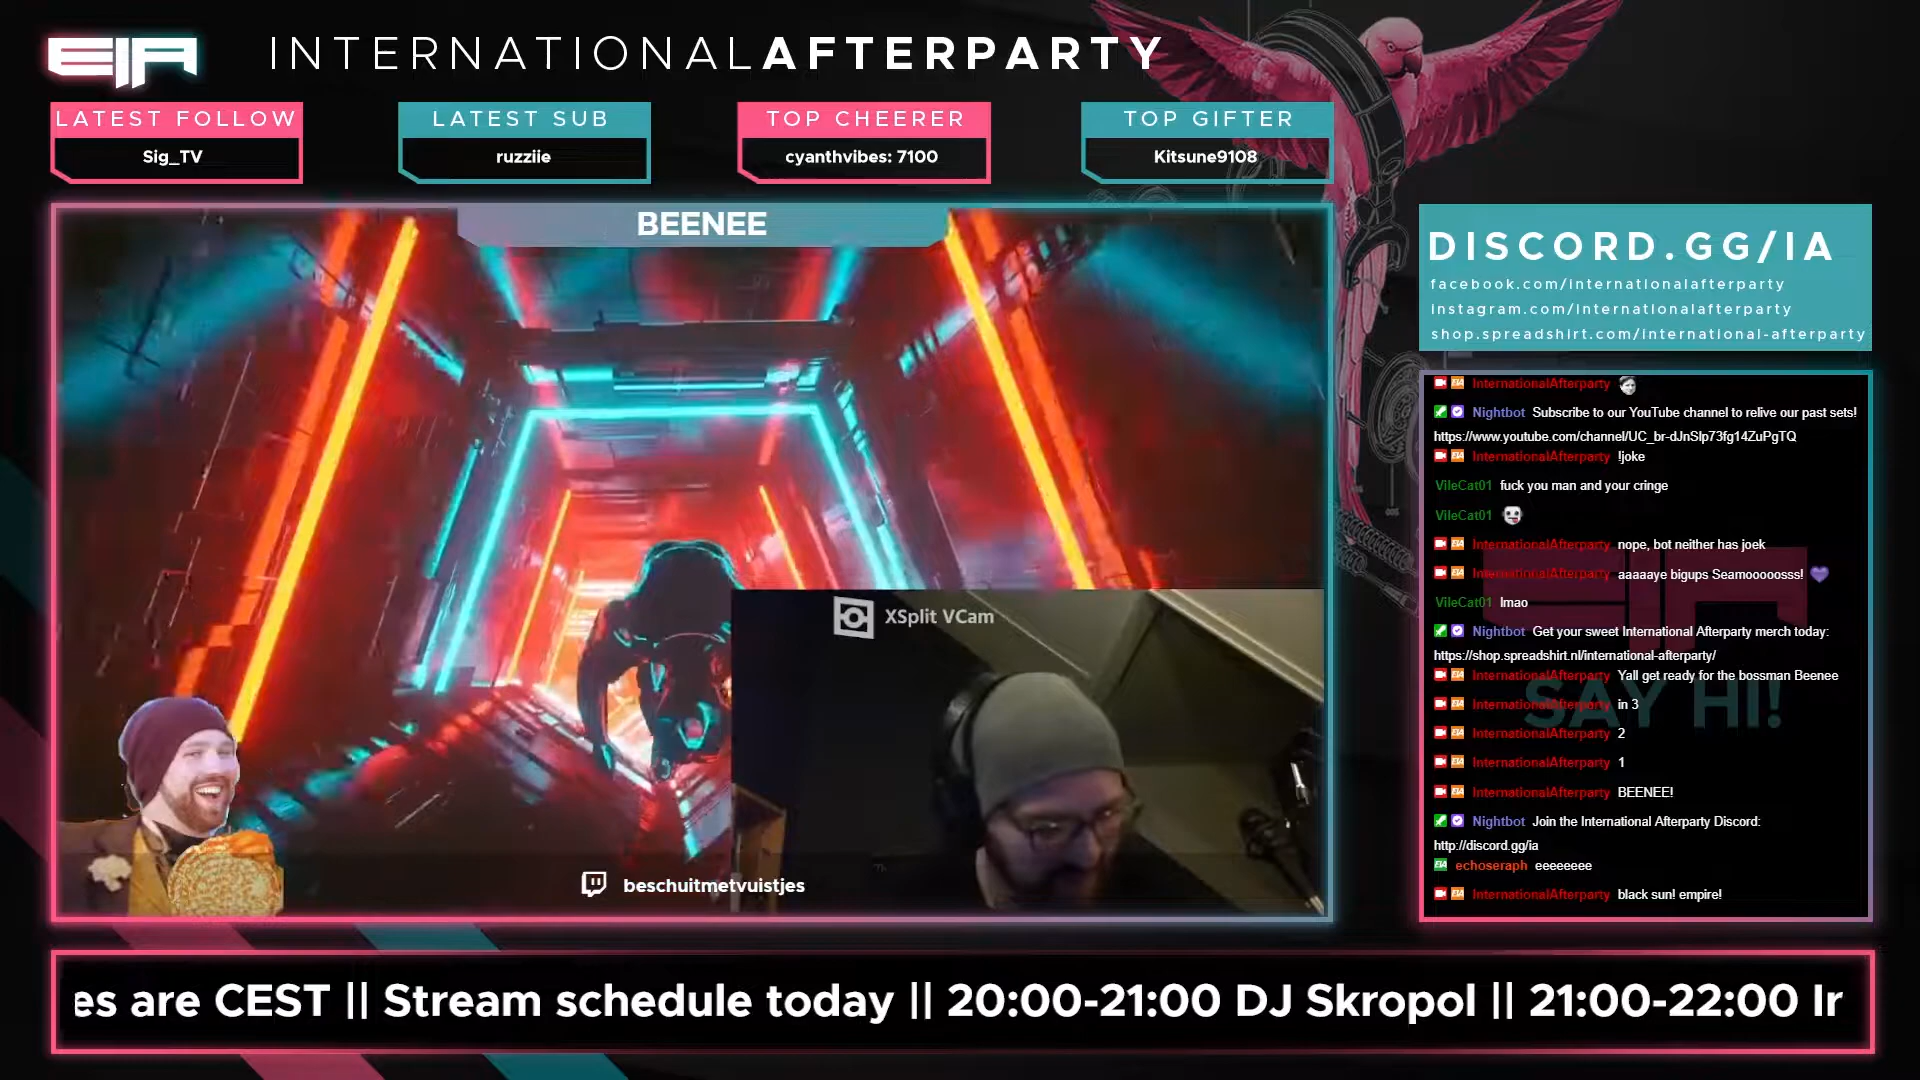 EIA
INTERNATIONALAFTERPARTY
LATEST FOLLOW
Sig_TV
LATEST SUB
ruzziie
TOP CHEERER
cyanthvibes: 7100
TOP GIFTER
Kitsune9108
BEENEE
XSplit VCam
beschuitmetvuistjes
DISCORD.GG/IA
facebook.com/internationalafterparty
instagram.com/internationalafterparty
shop.spreadshirt.com/international-afterparty
InternationalAfterparty
Nightbot Subscribe to our YouTube channel to relive our past sets!
https://www.youtube.com/channel/UC_br-dJnSlp73fg14ZuPgTQ
InternationalAfterparty !joke
VileCat01 fuck you man and your cringe
VileCat01
InternationalAfterparty nope, bot neither has joek
InternationalAfterparty aaaaaye bigups Seamooooosss!
VileCat01 lmao
Nightbot Get your sweet International Afterparty merch today:
https://shop.spreadshirt.nl/international-afterparty/
InternationalAfterparty Yall get ready for the bossman Beenee
InternationalAfterparty in 3
InternationalAfterparty 2
InternationalAfterparty 1
InternationalAfterparty BEENEE!
Nightbot Join the International Afterparty Discord:
http://discord.gg/ia
echoseraph eeeeeeee
InternationalAfterparty black sun! empire!
SAY HI!
es are CEST || Stream schedule today || 20:00-21:00 DJ Skropol || 21:00-22:00 Ir